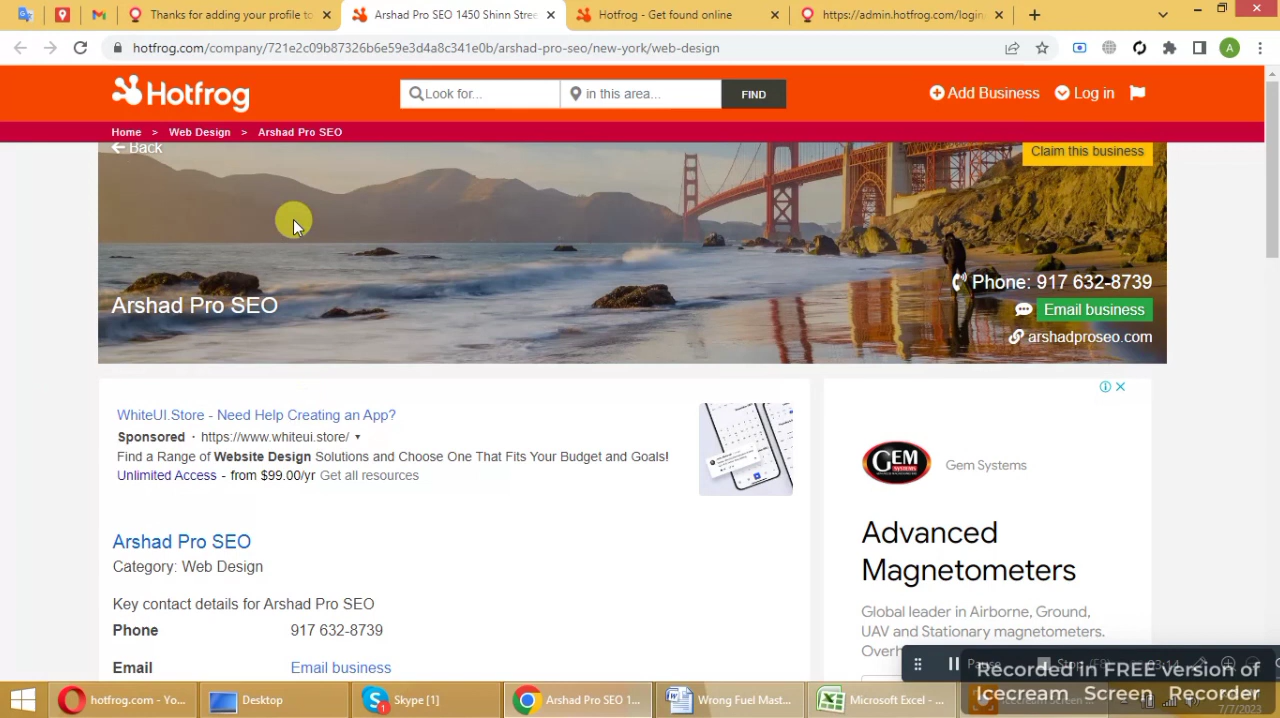 Thanks for adding your profile to
Arshad Pro SEO 1450 Shinn Stree
Hotfrog - Get found online
https://admin.hotfrog.com/login
hotfrog.com/company/721e2c09b87326b6e59e3d4a8c341e0b/arshad-pro-seo/new-york/web-design
A
Hotfrog
Look for...
in this area...
FIND
Add Business
Log in
Home > Web Design > Arshad Pro SEO
Back
Claim this business
Arshad Pro SEO
Phone: 917 632-8739
Email business
arshadproseo.com
WhiteUI.Store - Need Help Creating an App?
Sponsored · https://www.whiteui.store/
Find a Range of Website Design Solutions and Choose One That Fits Your Budget and Goals!
Unlimited Access - from $99.00/yr Get all resources
Arshad Pro SEO
Category: Web Design
Key contact details for Arshad Pro SEO
Phone 917 632-8739
Email Email business
GEM
SYSTEMS
Gem Systems
Advanced
Magnetometers
Global leader in Airborne, Ground,
UAV and Stationary magnetometers.
Pause
Stop (F8)
03:14
Recorded in FREE version of
Icecream Screen Recorder
hotfrog.com - Yo...
Desktop
Skype [1]
Arshad Pro SEO 1...
Wrong Fuel Mast...
Microsoft Excel - ...
7/7/2023